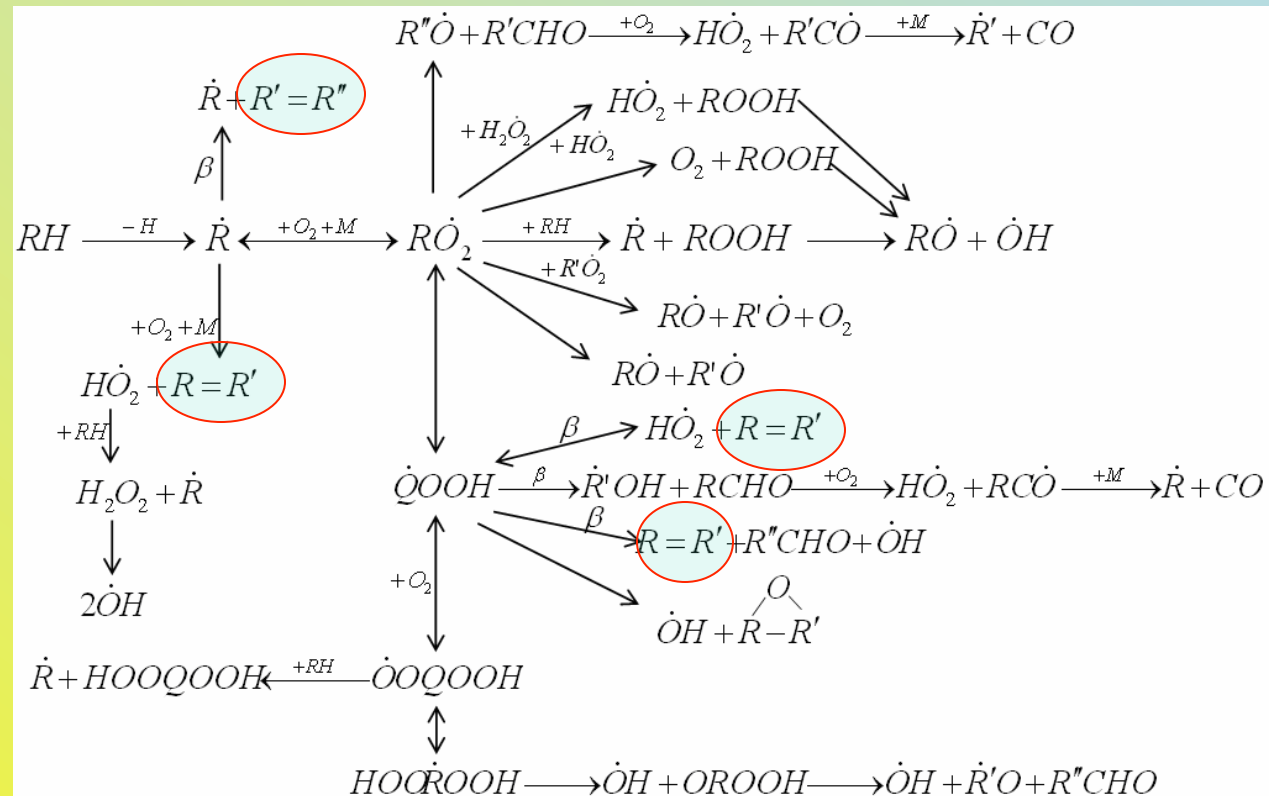 R″Ȯ + R′CHO +O₂ HȮ₂ + R′CȮ +M Ṙ′ + CO
Ṙ + R′ = R″
HȮ₂ + ROOH
+ H₂Ȯ₂
+ HȮ₂
O₂ + ROOH
β
RH − H Ṙ +O₂ + M RȮ₂ + RH Ṙ + ROOH RȮ + ȮH
+ R'Ȯ₂
RȮ + R'Ȯ + O₂
+O₂ +M
RȮ + R'Ȯ
HȮ₂ + R = R′
β HȮ₂ + R = R′
+ RH
H₂O₂ + Ṙ
Q̇OOH β Ṙ'OH + RCHO +O₂ HȮ₂ + RCȮ +M Ṙ + CO
β
R = R′ + R″CHO + ȮH
+O₂
2ȮH
O
ȮH + R − R′
Ṙ + HOOQOOH +RH ȮOQOOH
HOOṘOOH ȮH + OROOH ȮH + Ṙ′O + R″CHO